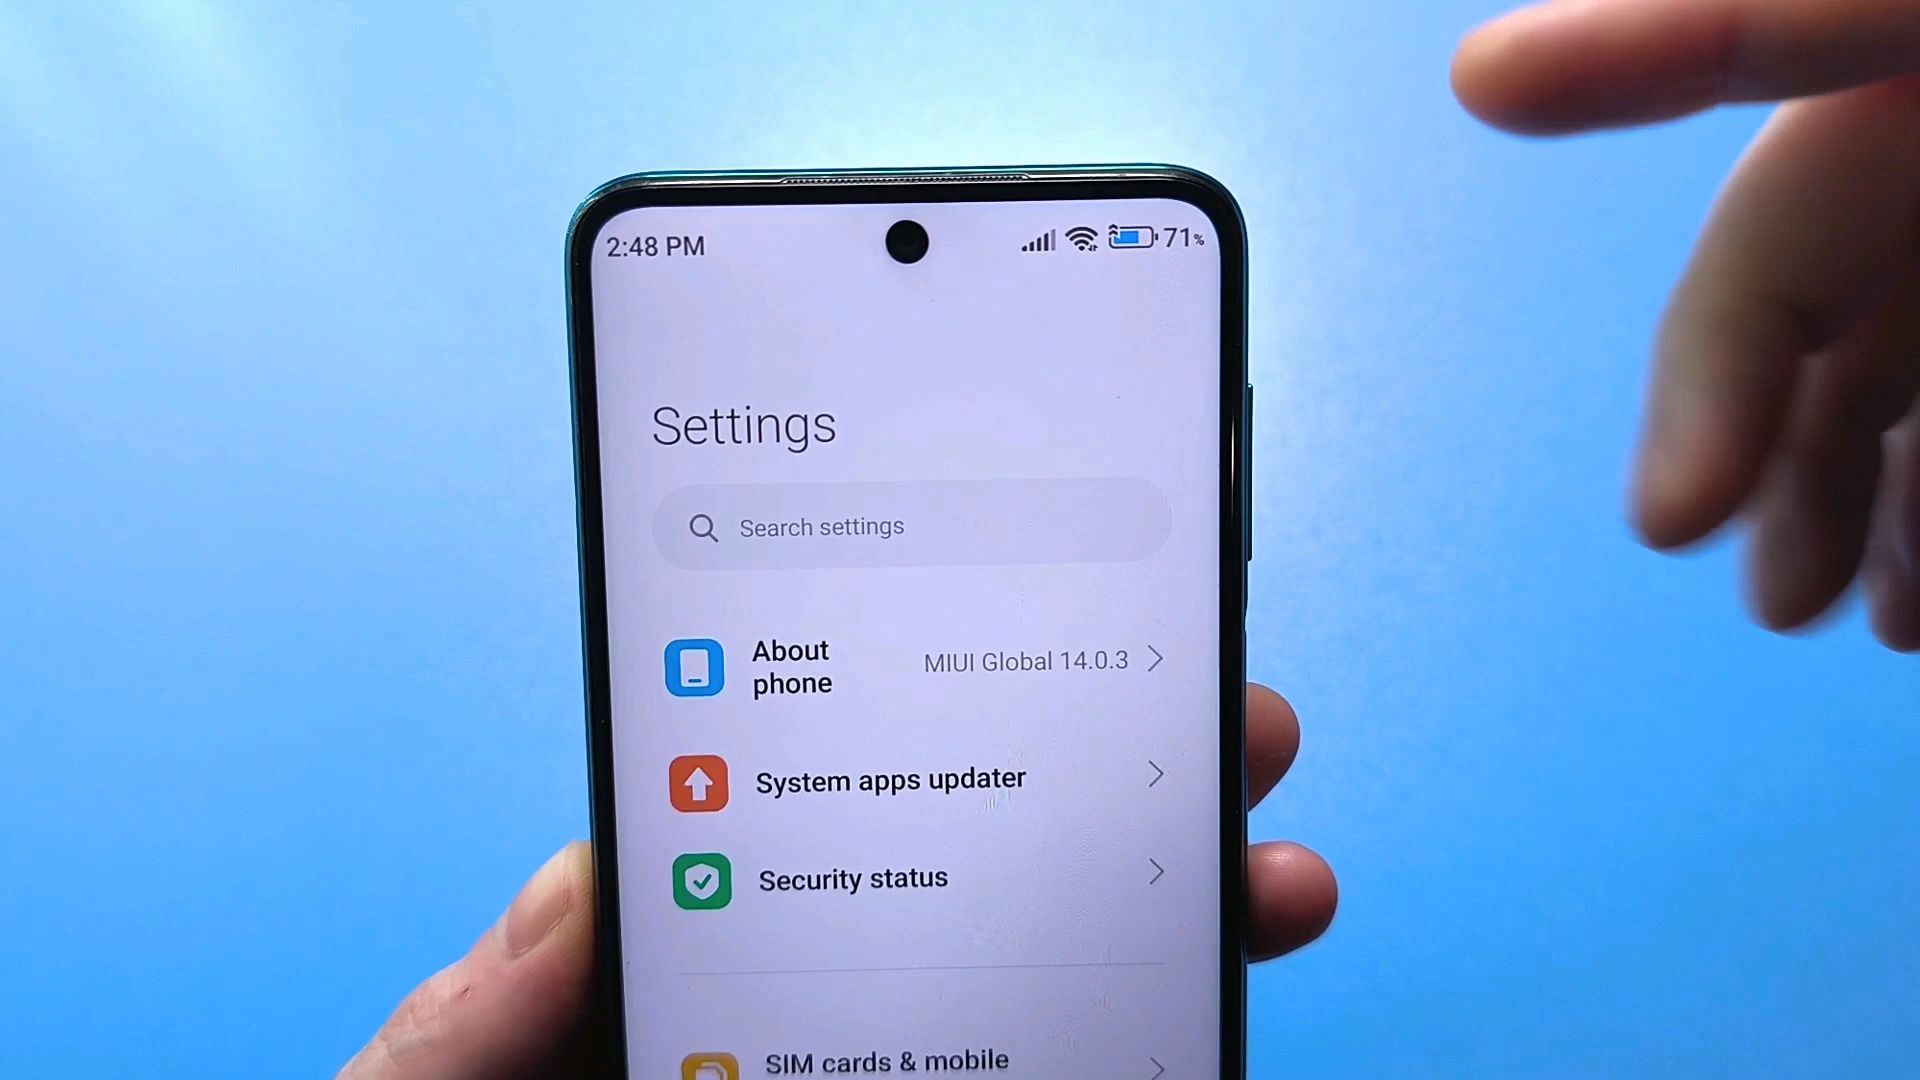 2:48 PM
71%
Settings
Search settings
About
phone
MIUI Global 14.0.3
System apps updater
Security status
SIM cards & mobile